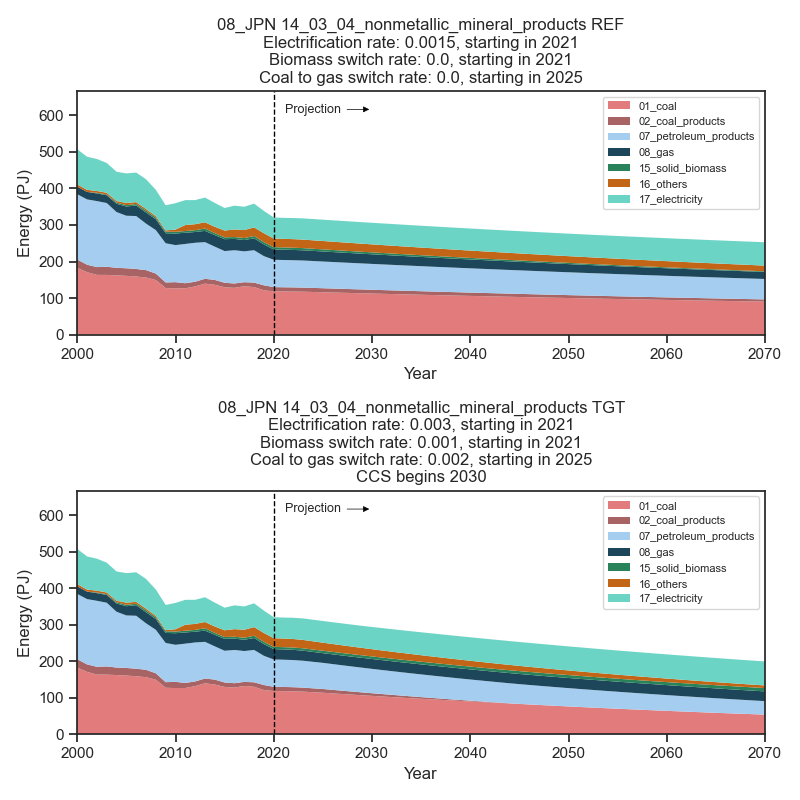 08_JPN 14_03_04_nonmetallic_mineral_products REF
Electrification rate: 0.0015, starting in 2021
Biomass switch rate: 0.0, starting in 2021
Coal to gas switch rate: 0.0, starting in 2025
Projection
01_coal
02_coal_products
07_petroleum_products
08_gas
15_solid_biomass
16_others
17_electricity
Energy (PJ)
600
500
400
300
200
100
0
2000 2010 2020 2030 2040 2050 2060 2070
Year
08_JPN 14_03_04_nonmetallic_mineral_products TGT
Electrification rate: 0.003, starting in 2021
Biomass switch rate: 0.001, starting in 2021
Coal to gas switch rate: 0.002, starting in 2025
CCS begins 2030
Projection
01_coal
02_coal_products
07_petroleum_products
08_gas
15_solid_biomass
16_others
17_electricity
Energy (PJ)
600
500
400
300
200
100
0
2000 2010 2020 2030 2040 2050 2060 2070
Year